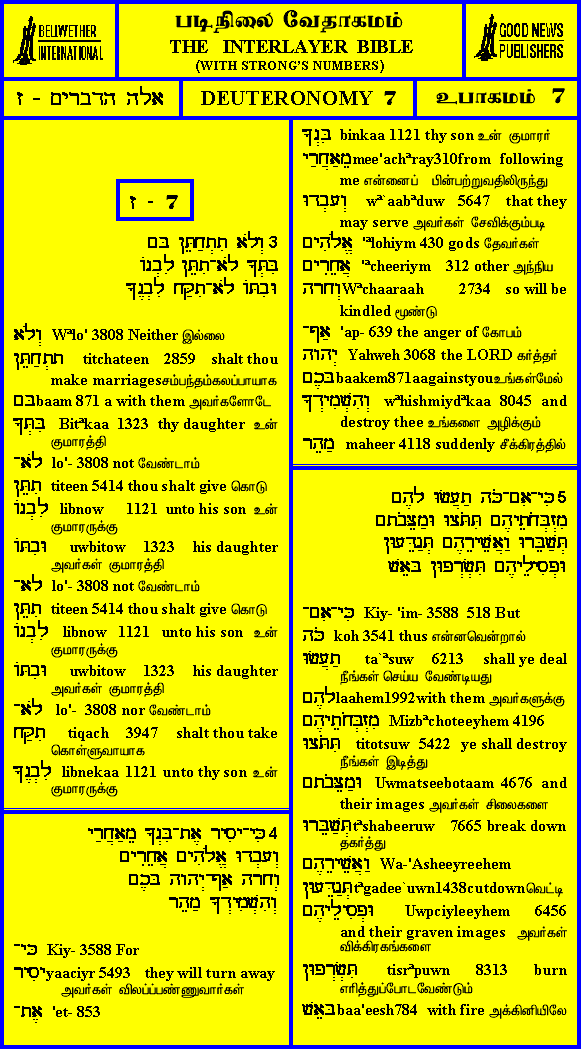 BELLWETHER
INTERNATIONAL
படிநிலை வேதாகமம்
THE INTERLAYER BIBLE
(WITH STRONG'S NUMBERS)
GOOD NEWS
PUBLISHERS
אלה הדברים - ז
DEUTERONOMY 7
உபாகமம் 7
ז - 7
3 וְלֹא תִתְחַתֵּן בָּם
בִּתְּךָ לֹא־תִתֵּן לִבְנוֹ
וּבִתּוֹ לֹא־תִקַּח לִבְנֶךָ
וְלֹא Wªlo' 3808 Neither இல்லை
תִתְחַתֵּן titchateen 2859 shalt thou
make marriagesசம்பந்தம்கலப்பாயாக
בָּם baam 871 a with them அவர்களோடே
בִּתְּךָ Bitªkaa 1323 thy daughter உன்
குமாரத்தி
לֹא־ lo'- 3808 not வேண்டாம்
תִתֵּן titeen 5414 thou shalt give கொடு
לִבְנוֹ libnow 1121 unto his son உன்
குமாரருக்கு
וּבִתּוֹ uwbitow 1323 his daughter
அவர்கள் குமாரத்தி
לֹא־ lo'- 3808 not வேண்டாம்
תִתֵּן titeen 5414 thou shalt give கொடு
לִבְנוֹ libnow 1121 unto his son உன்
குமாரருக்கு
וּבִתּוֹ uwbitow 1323 his daughter
அவர்கள் குமாரத்தி
לֹא־ lo'- 3808 nor வேண்டாம்
תִקַּח tiqach 3947 shalt thou take
கொள்ளுவாயாக
לִבְנֶךָ libnekaa 1121 unto thy son உன்
குமாரருக்கு
4 כִּי־יָסִיר אֶת־בִּנְךָ מֵאַחֲרַי
וְעָבְדוּ אֱלֹהִים אֲחֵרִים
וְחָרָה אַף־יְהוָה בָּכֶם
וְהִשְׁמִידְךָ מַהֵר
כִּי־ Kiy- 3588 For
יָסִיר yaaciyr 5493 they will turn away
அவர்கள் விலப்ப்பண்ணுவார்கள்
אֶת־ 'et- 853
בִּנְךָ binkaa 1121 thy son உன் குமாரர்
מֵאַחֲרַי mee'achªray310from following
me என்னைப் பின்பற்றுவதிலிருந்து
וְעָבְדוּ wª`aabªduw 5647 that they
may serve அவர்கள் சேவிக்கும்படி
אֱלֹהִים 'ªlohiym 430 gods தேவர்கள்
אֲחֵרִים 'ªcheeriym 312 other அந்நிய
וְחָרָה Wªchaaraah 2734 so will be
kindled மூண்டு
אַף־ 'ap- 639 the anger of கோபம்
יְהוָה Yahweh 3068 the LORD கர்த்தர்
בָּכֶם baakem871aagainstyouஉங்கள்மேல்
וְהִשְׁמִידְךָ wªhishmiydªkaa 8045 and
destroy thee உங்களை அழிக்கும்
מַהֵר maheer 4118 suddenly சீக்கிரத்தில்
5 כִּי־אִם־כֹּה תַעֲשׂוּ לָהֶם
מִזְבְּחֹתֵיהֶם תִּתֹּצוּ וּמַצֵּבֹתָם
תְּשַׁבֵּרוּ וַאֲשֵׁירֵהֶם תְּגַדֵּעוּן
וּפְסִילֵיהֶם תִּשְׂרְפוּן בָּאֵשׁ
כִּי־אִם־ Kiy- 'im- 3588 518 But
כֹּה koh 3541 thus என்னவென்றால்
תַעֲשׂוּ ta`ªsuw 6213 shall ye deal
நீங்கள் செய்ய வேண்டியது
לָהֶם laahem1992with them அவர்களுக்கு
מִזְבְּחֹתֵיהֶם Mizbªchoteeyhem 4196
תִּתֹּצוּ titotsuw 5422 ye shall destroy
நீங்கள் இடித்து
וּמַצֵּבֹתָם Uwmatseebotaam 4676 and
their images அவர்கள் சிலைகளை
תְּשַׁבֵּרוּ tªshabeeruw 7665 break down
தகர்த்து
וַאֲשֵׁירֵהֶם Wa-'Asheeyreehem
תְּגַדֵּעוּן tªgadee`uwn1438cutdownவெட்டி
וּפְסִילֵיהֶם Uwpciyleeyhem 6456
and their graven images அவர்கள்
விக்கிரகங்களை
תִּשְׂרְפוּן tisrªpuwn 8313 burn
எரித்துப்போடவேண்டும்
בָּאֵשׁ baa'eesh784 with fire அக்கினியிலே